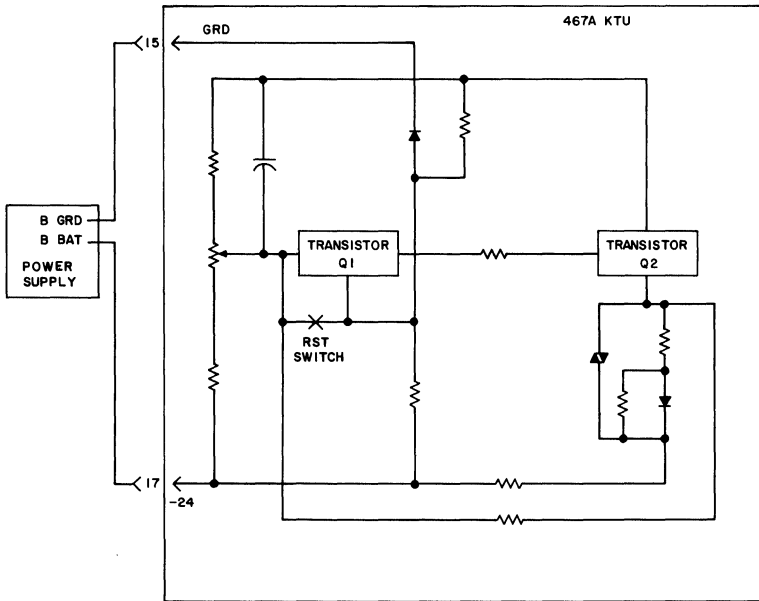 467A KTU
15
GRD
B GRD
B BAT
POWER
SUPPLY
TRANSISTOR
Q1
TRANSISTOR
Q2
RST
SWITCH
17
-24